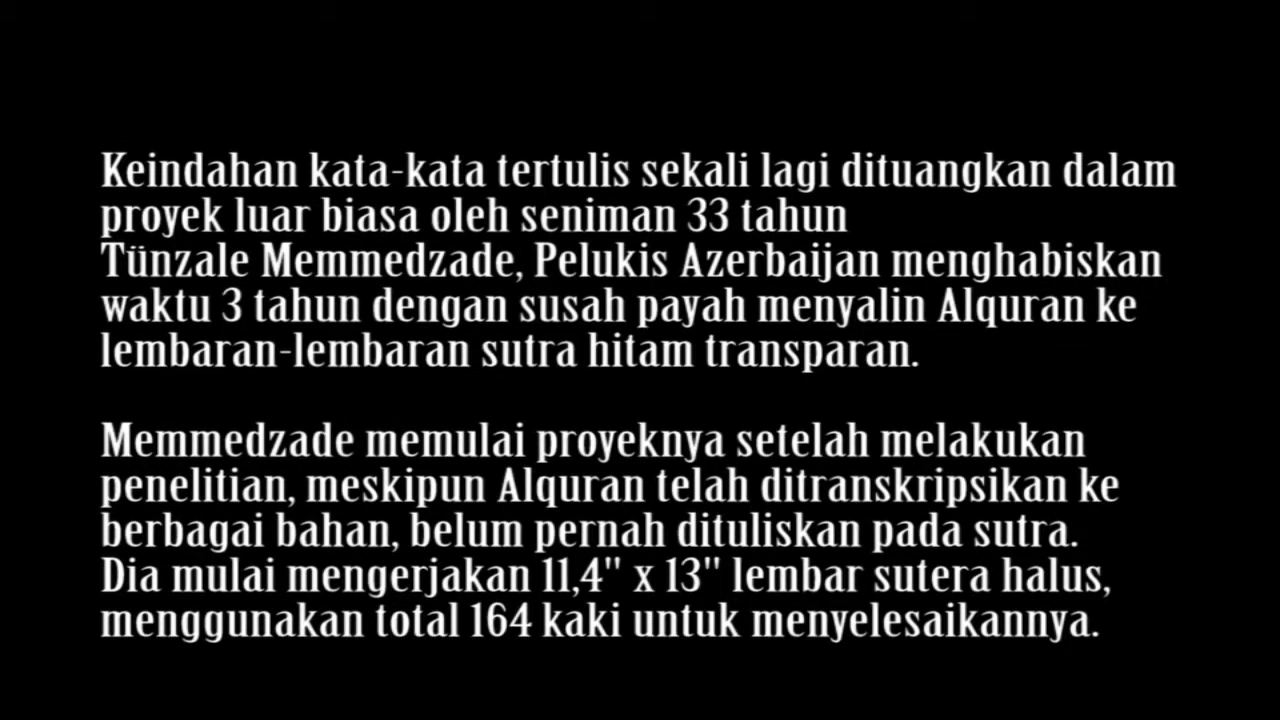 Keindahan kata-kata tertulis sekali lagi dituangkan dalam
proyek luar biasa oleh seniman 33 tahun
Tünzale Memmedzade, Pelukis Azerbaijan menghabiskan
waktu 3 tahun dengan susah payah menyalin Alquran ke
lembaran-lembaran sutra hitam transparan.
Memmedzade memulai proyeknya setelah melakukan
penelitian, meskipun Alquran telah ditranskripsikan ke
berbagai bahan, belum pernah dituliskan pada sutra.
Dia mulai mengerjakan 11,4" x 13" lembar sutera halus,
menggunakan total 164 kaki untuk menyelesaikannya.